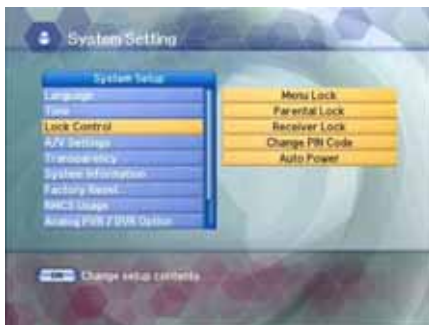 System Setting
System Setup
Language
Time
Lock Control
A/V Settings
Transparency
System Information
Factory Reset
Usage
Analog PVR / DVR Option
Menu Lock
Parental Lock
Receiver Lock
Change PIN Code
Auto Power
OK
Change setup contents